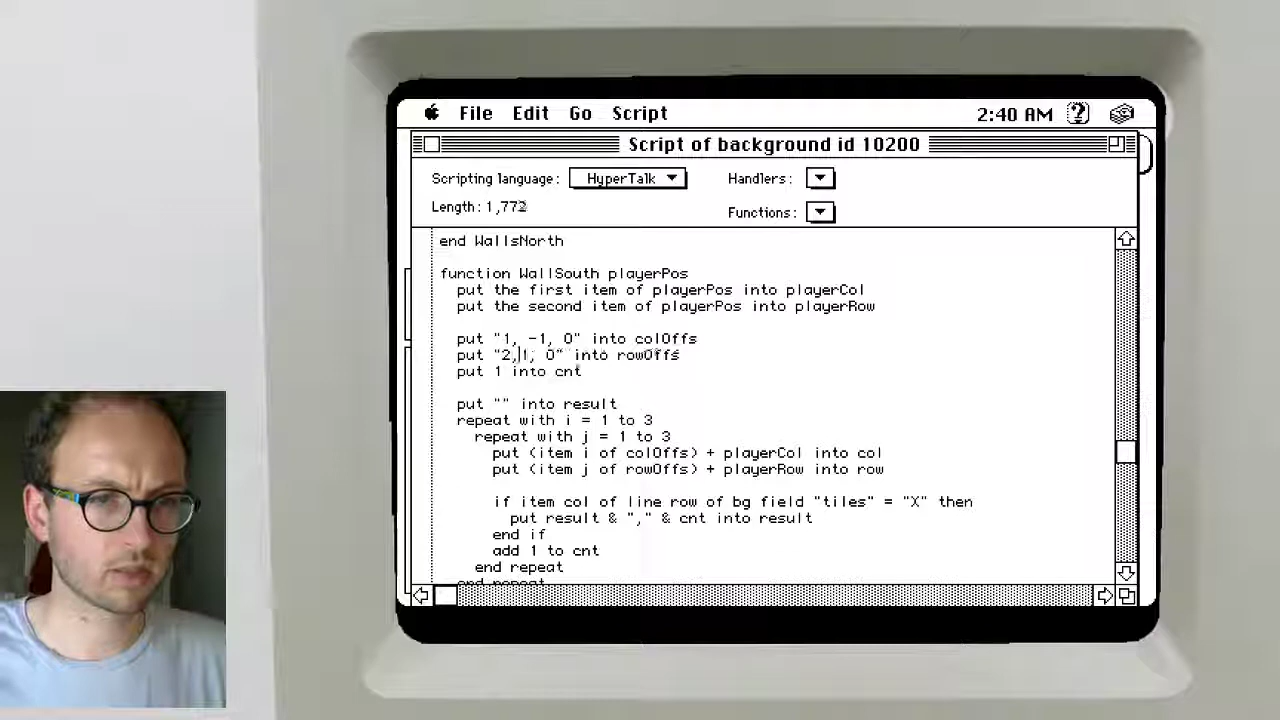 File Edit Go Script 2:40 AM
Script of background id 10200
Scripting language: HyperTalk Handlers:
Length: 1,772 Functions:
end WallsNorth
function WallSouth playerPos
put the first item of playerPos into playerCol
put the second item of playerPos into playerRow
put "1, -1, 0" into colOffs
put "2,1, 0" into rowOffs
put 1 into cnt
put "" into result
repeat with i = 1 to 3
repeat with j = 1 to 3
put (item i of colOffs) + playerCol into col
put (item j of rowOffs) + playerRow into row
if item col of line row of bg field "tiles" = "X" then
put result & "," & cnt into result
end if
add 1 to cnt
end repeat
end repeat